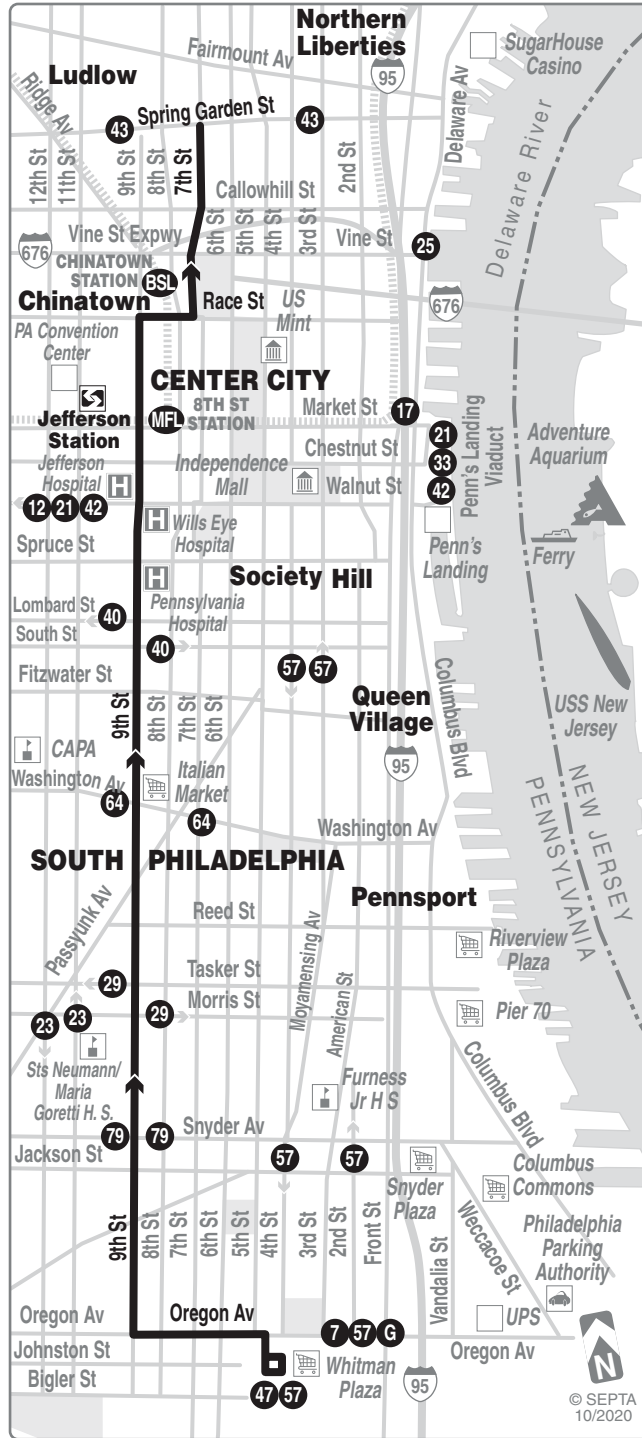 Northern
Liberties
SugarHouse
Casino
Fairmount Av
95
Ludlow
Ridge Av
Spring Garden St
43
43
Delaware Av
Delaware River
12th St
11th St
9th St
8th St
7th St
2nd St
Callowhill St
6th St
5th St
4th St
3rd St
Vine St Expwy
Vine St
25
676
CHINATOWN
STATION
BSL
Chinatown
Race St
676
US
Mint
PA Convention
Center
CENTER CITY
Jefferson
Station
MFL
8TH ST
STATION
Market St
17
Chestnut St
21
33
42
Penn's Landing
Viaduct
Adventure
Aquarium
Jefferson
Hospital
H
Independence
Mall
Walnut St
12 21 42
H
Wills Eye
Hospital
Penn's
Landing
Ferry
Spruce St
H
Society Hill
Pennsylvania
Hospital
Lombard St
40
South St
40
57 57
Fitzwater St
Columbus Blvd
9th St
8th St
7th St
6th St
Queen
Village
USS New
Jersey
CAPA
95
Washington Av
Italian
Market
64
64
Washington Av
NEW JERSEY
PENNSYLVANIA
SOUTH PHILADELPHIA
Pennsport
Passyunk Av
Reed St
Moyamensing Av
Riverview
Plaza
Tasker St
29
American St
Morris St
23
23
29
Pier 70
Sts Neumann/
Maria
Goretti H. S.
Furness
Jr H S
Columbus Blvd
79
79
Snyder Av
Jackson St
57
57
Snyder
Plaza
Columbus
Commons
9th St
8th St
7th St
6th St
5th St
4th St
3rd St
2nd St
Front St
Vandalia St
Weccacoe St
Philadelphia
Parking
Authority
Oregon Av
Oregon Av
7 57 G
UPS
Oregon Av
Johnston St
Whitman
Plaza
Bigler St
47 57
95
N
© SEPTA
10/2020